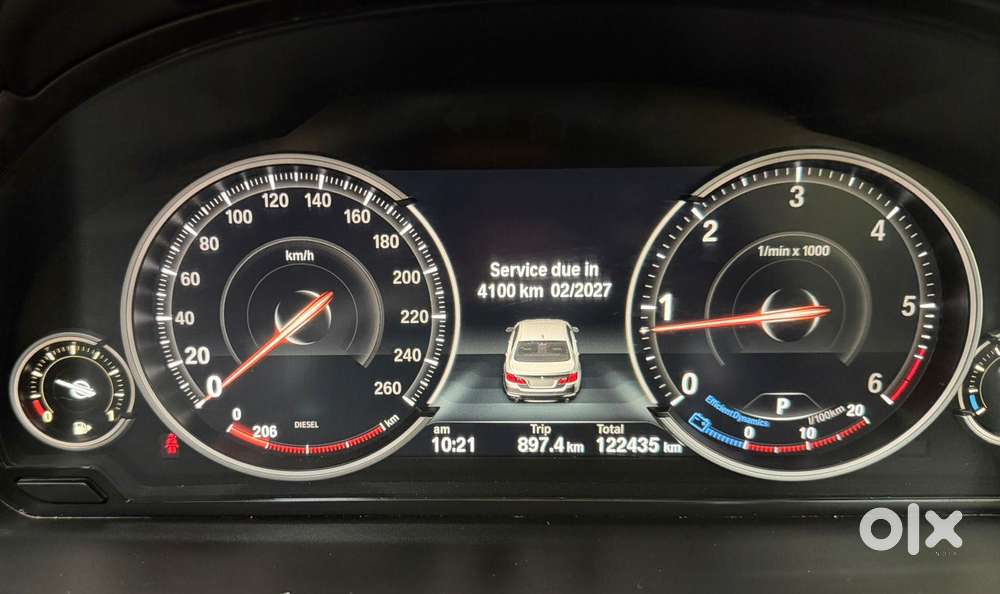 km/h
0
20
40
60
80
100
120
140
160
180
200
220
240
260
0
206
DIESEL
km
0
1
Service due in
4100 km 02/2027
am
10:21
Trip
897.4 km
Total
122435 km
1/min x 1000
0
1
2
3
4
5
6
P
EfficientDynamics
0
10
20
l/100km
olx
INDIA